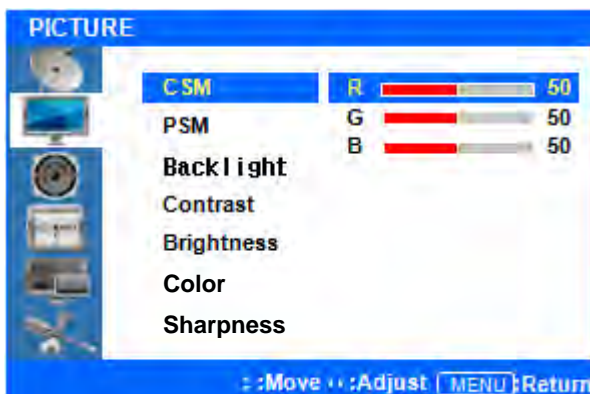 PICTURE
CSM R 50
PSM G 50
Backlight B 50
Contrast
Brightness
Color
Sharpness
:Move :Adjust MENU :Return